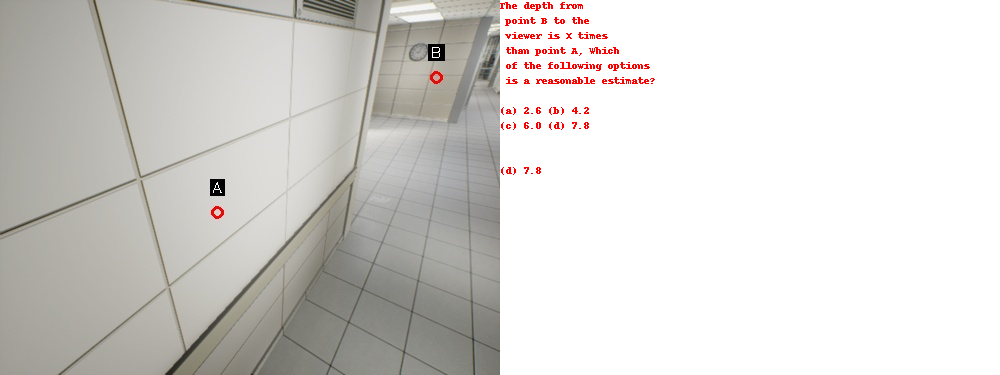 The depth from
point B to the
viewer is X times
than point A, Which
of the following options
is a reasonable estimate?
(a) 2.6 (b) 4.2
(c) 6.0 (d) 7.8
(d) 7.8
B
A